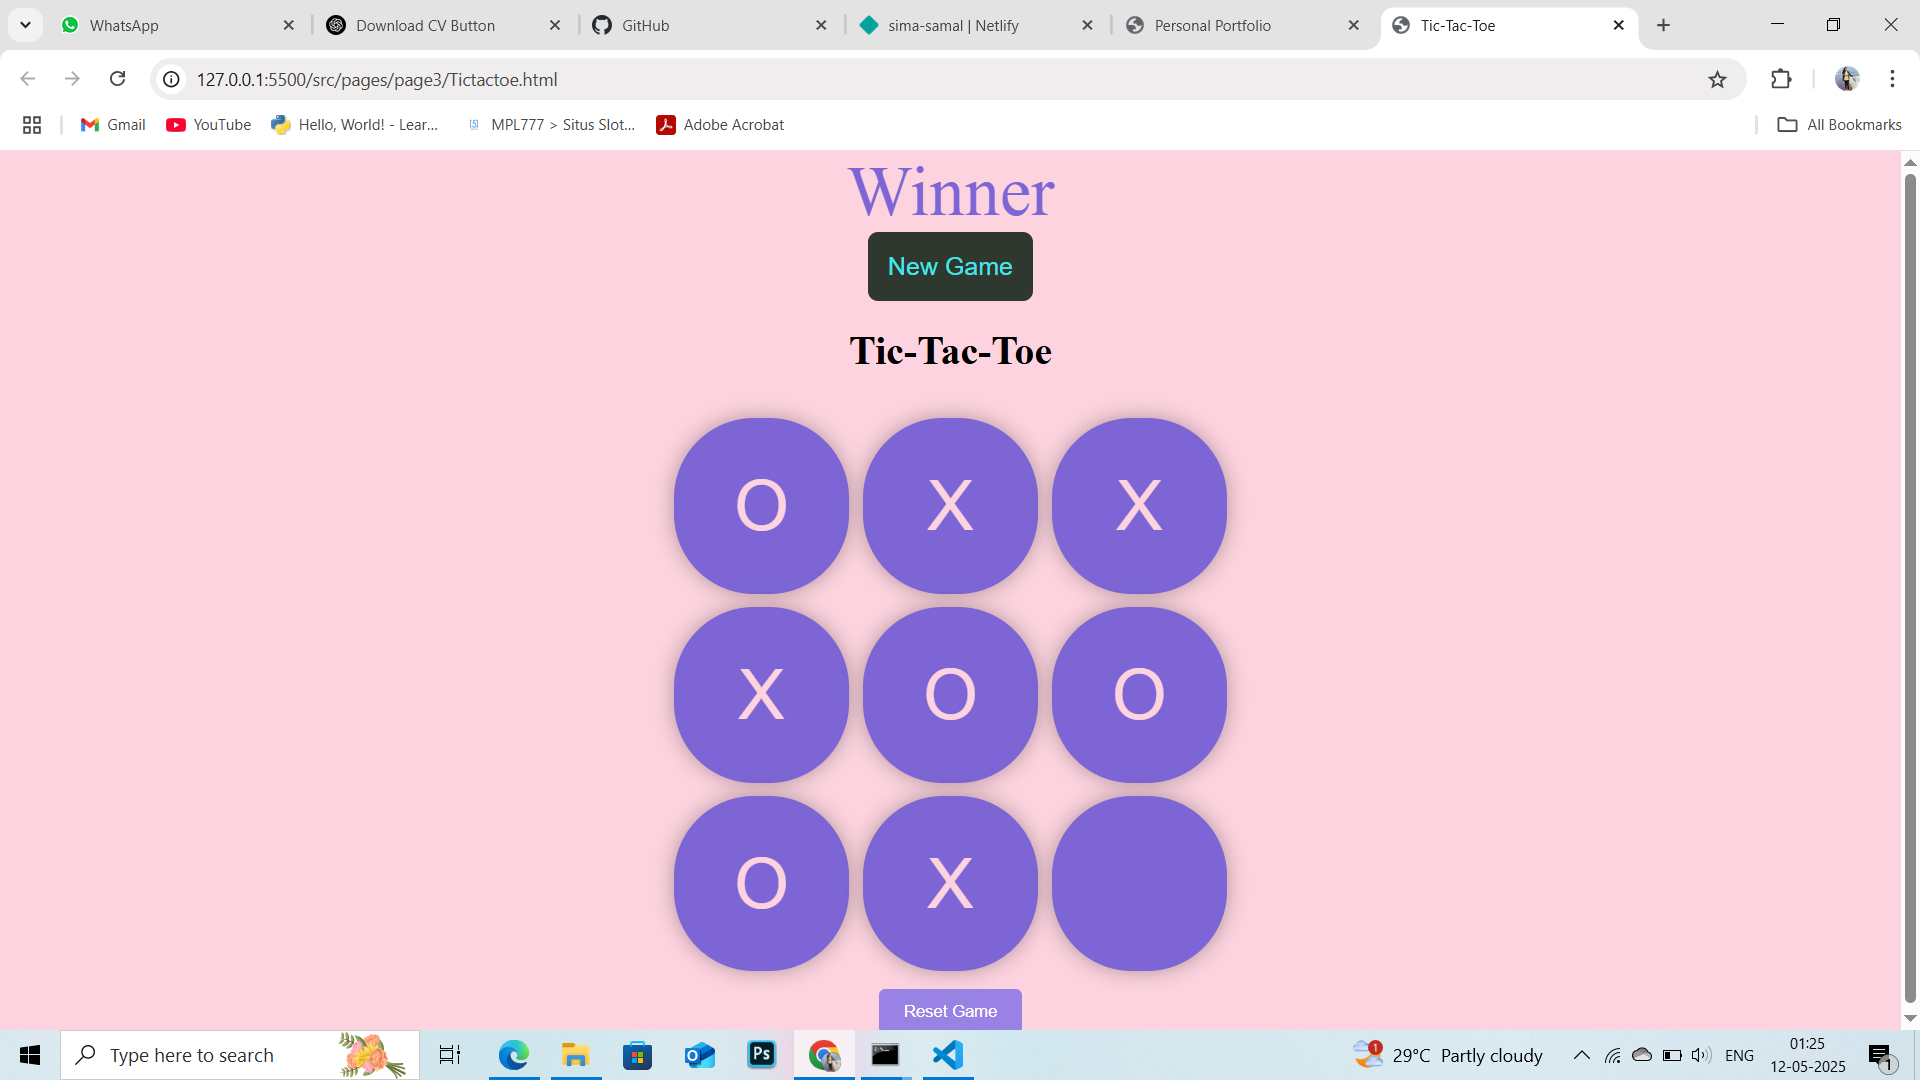 WhatsApp
Download CV Button
GitHub
sima-samal | Netlify
Personal Portfolio
Tic-Tac-Toe
127.0.0.1:5500/src/pages/page3/Tictactoe.html
Gmail
YouTube
Hello, World! - Lear...
MPL777 > Situs Slot...
Adobe Acrobat
All Bookmarks
Winner
New Game
Tic-Tac-Toe
O X X
X O O
O X
Reset Game
Type here to search
Ps
1
29°C Partly cloudy
ENG
01:25
12-05-2025
1